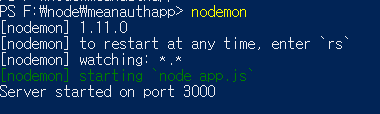 PS F:₩node₩meanauthapp> nodemon
[nodemon] 1.11.0
[nodemon] to restart at any time, enter `rs`
[nodemon] watching: *.*
[nodemon] starting `node app.js`
Server started on port 3000